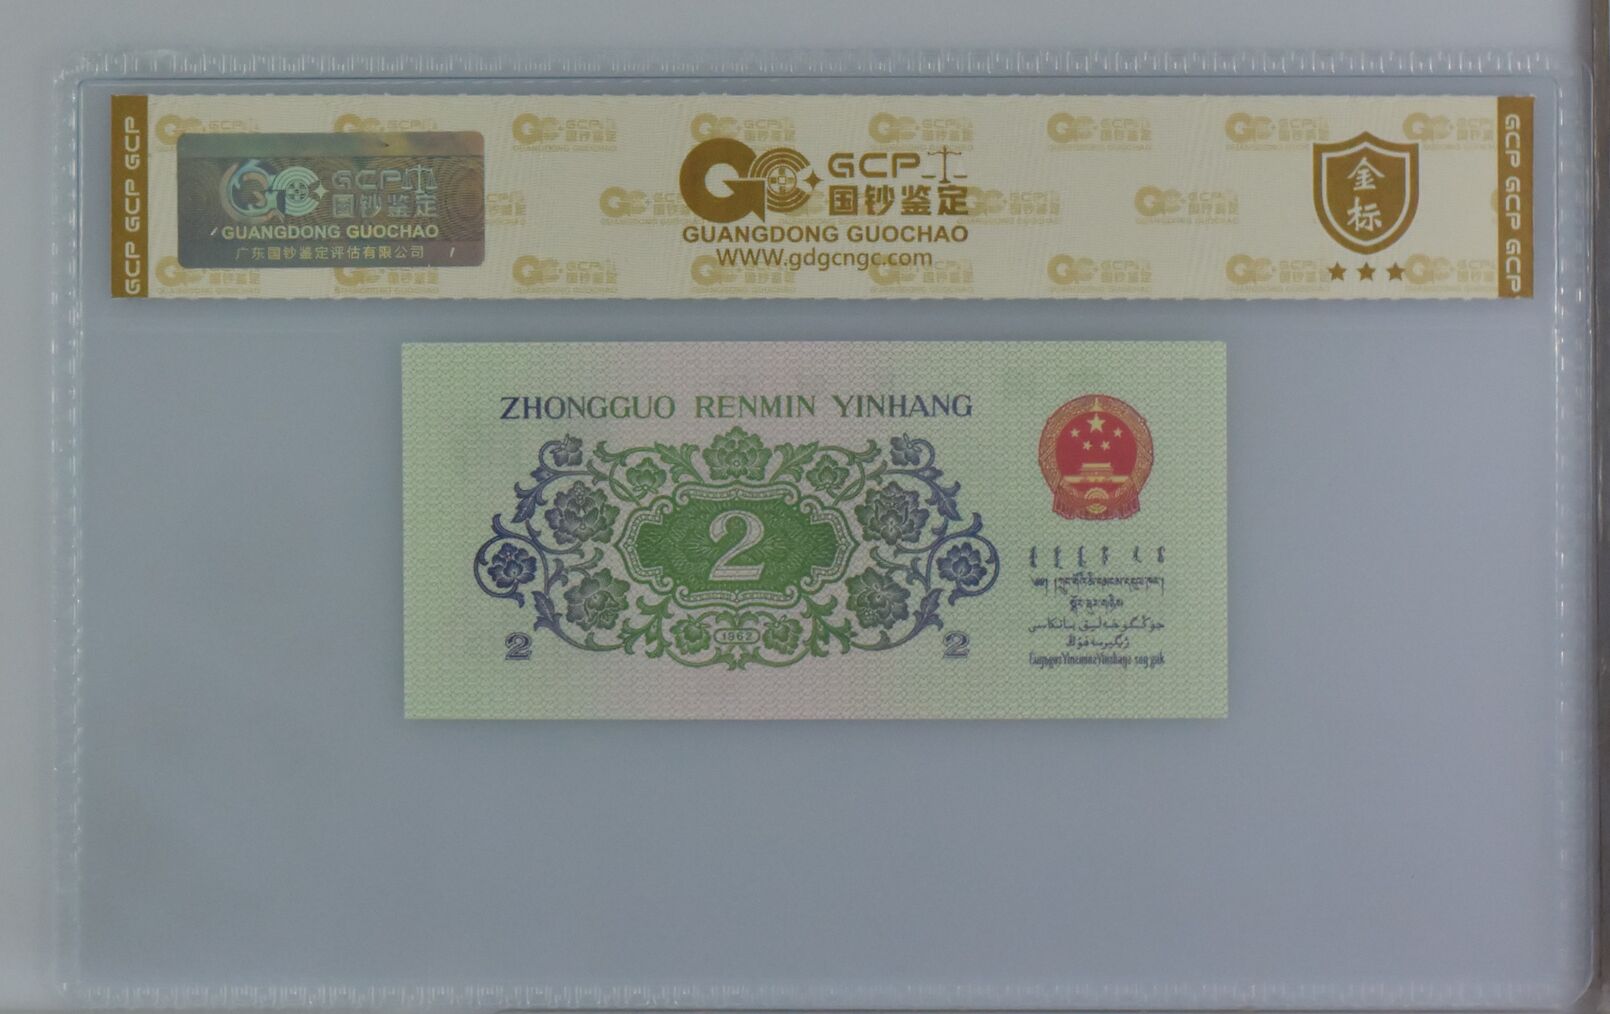 GCP GCP GCP
GCP
国钞鉴定
GUANGDONG GUOCHAO
广东国钞鉴定评估有限公司
GCP
国钞鉴定
GUANGDONG GUOCHAO
WWW.gdgcngc.com
金
标
GCP GCP GCP
ZHONGGUO RENMIN YINHANG
2
1962
2
2